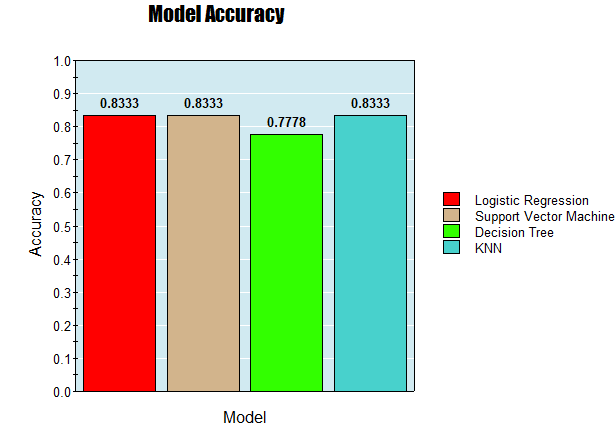 Model Accuracy
1.0
0.9
0.8
0.7
0.6
0.5
0.4
0.3
0.2
0.1
0.0
Accuracy
0.8333
0.8333
0.7778
0.8333
Model
Logistic Regression
Support Vector Machine
Decision Tree
KNN